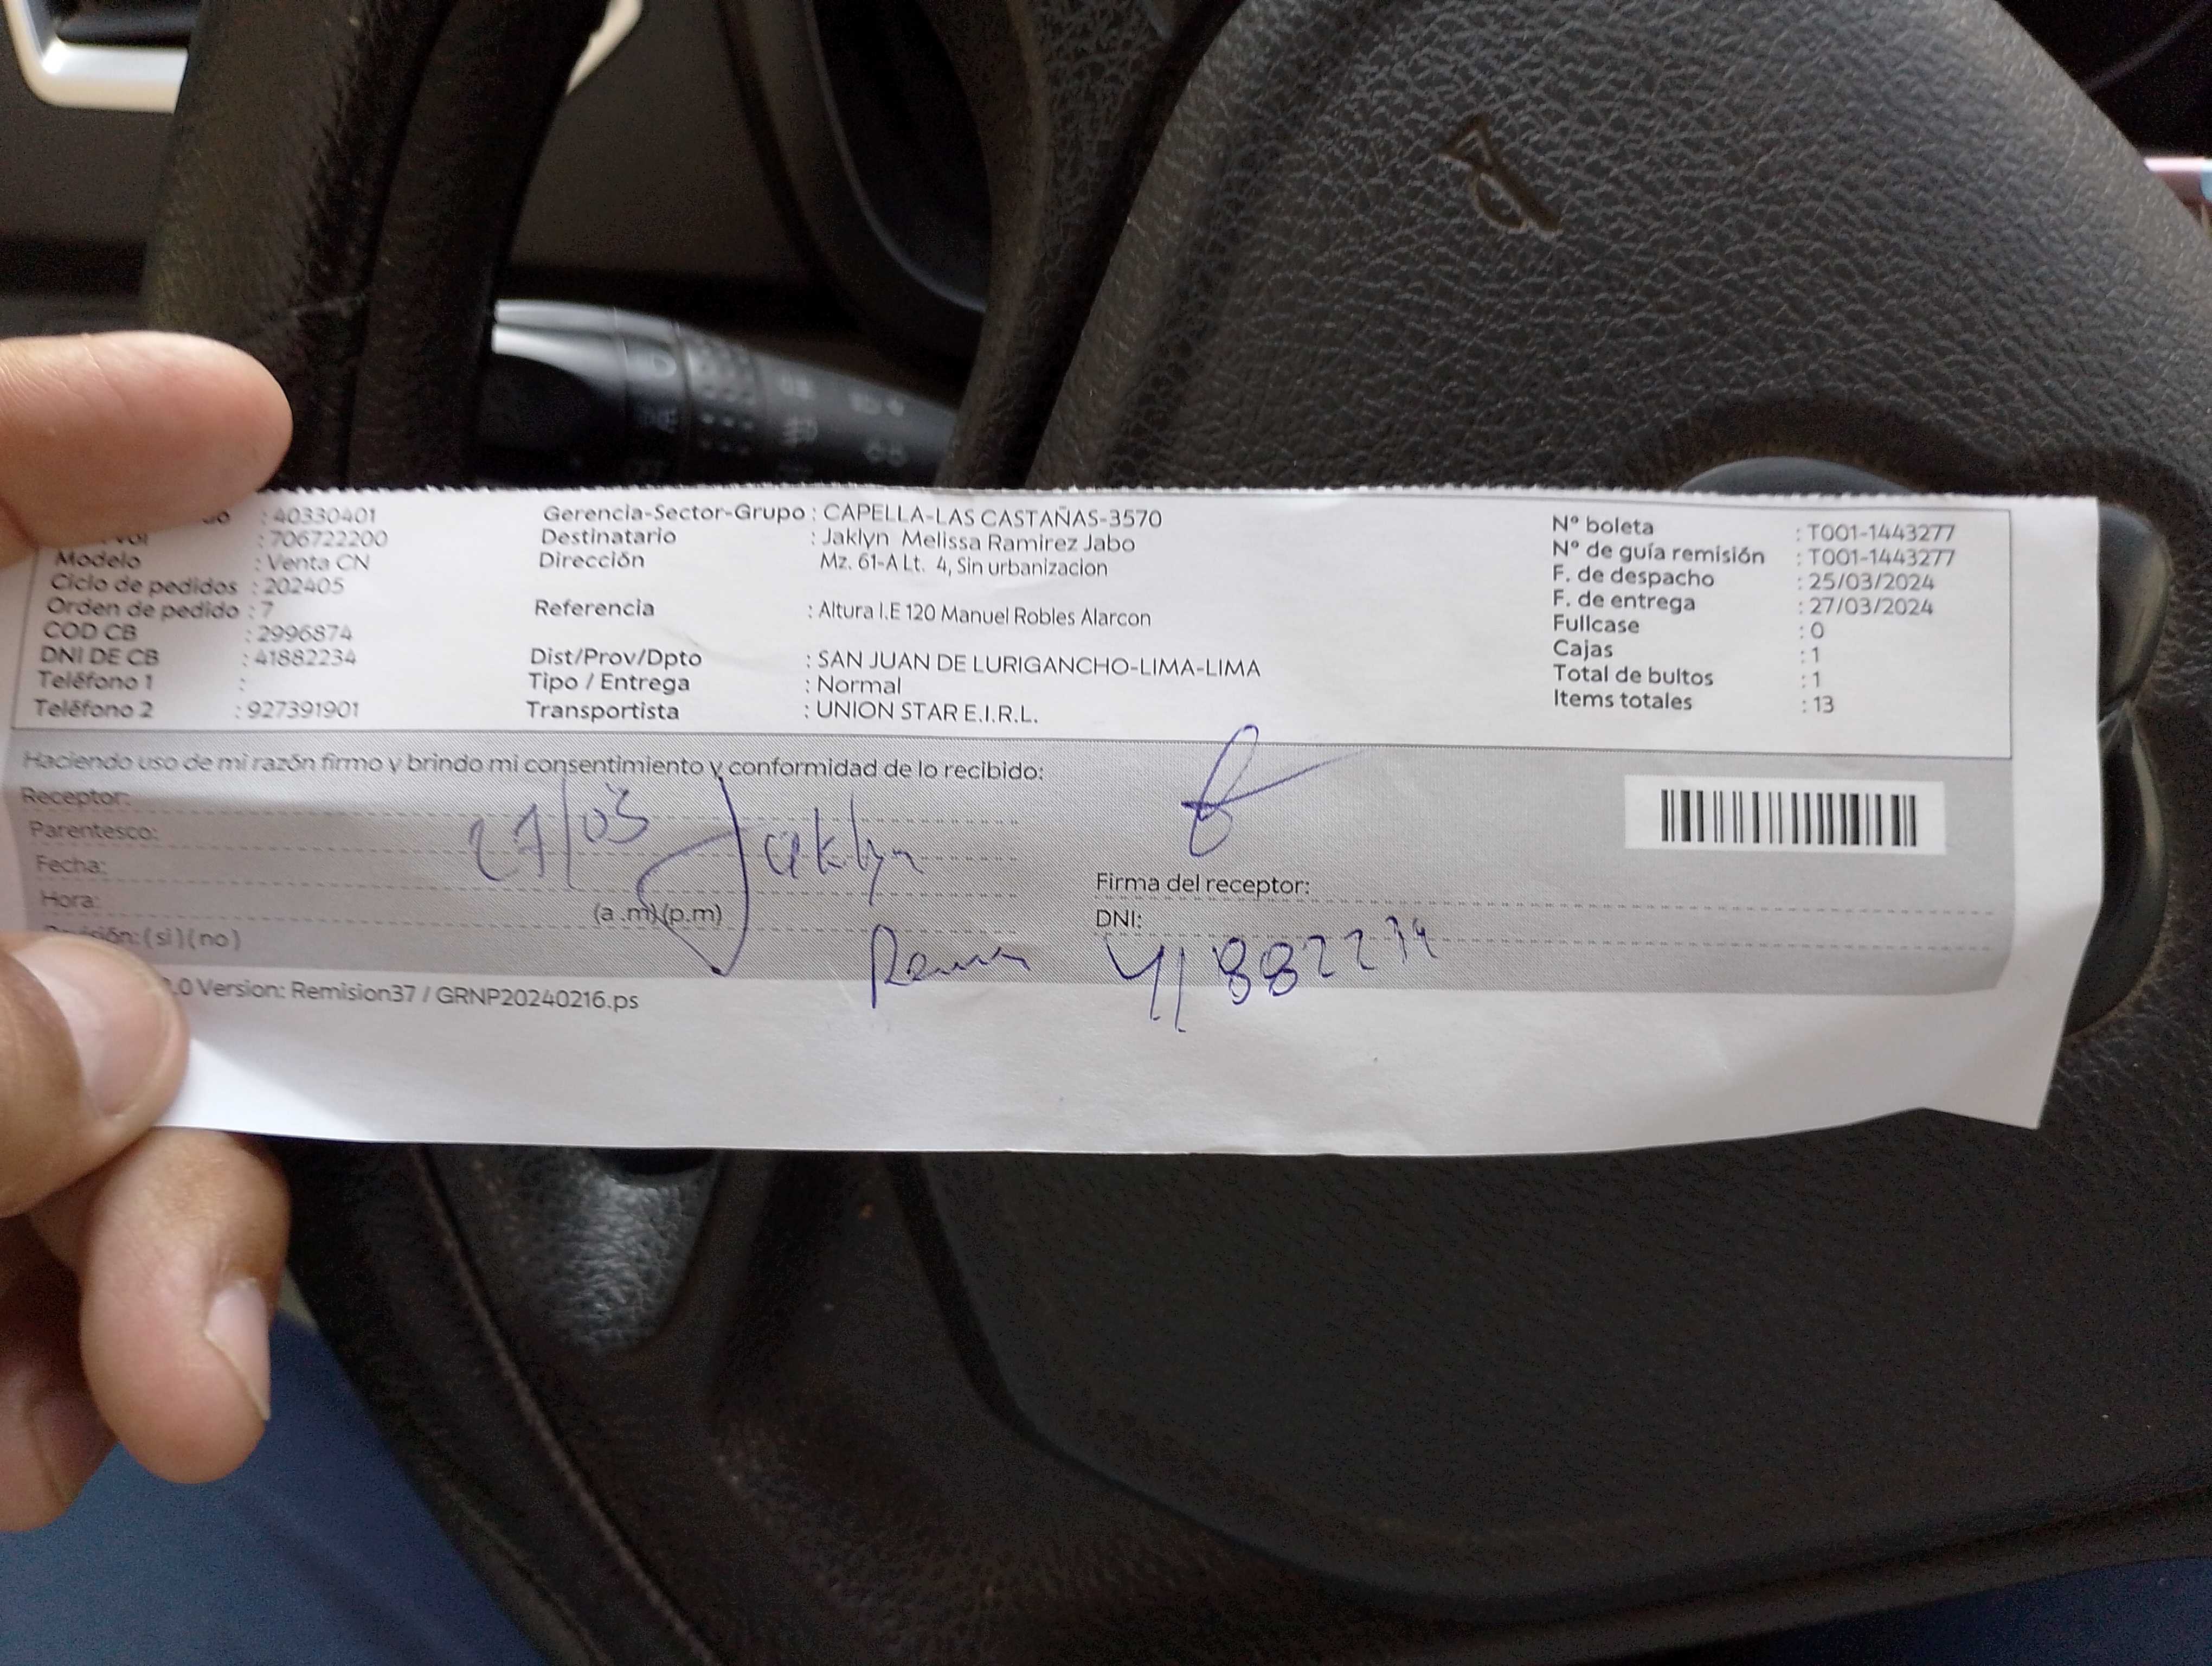 : 40330401
: 706722200
Modelo : Venta CN
Ciclo de pedidos : 202405
Orden de pedido : 7
COD CB : 2996874
DNI DE CB : 41882234
Teléfono 1 :
Teléfono 2 : 927391901
Gerencia-Sector-Grupo : CAPELLA-LAS CASTAÑAS-3570
Destinatario : Jaklyn Melissa Ramirez Jabo
Dirección Mz. 61-A Lt. 4, Sin urbanizacion
Referencia : Altura I.E 120 Manuel Robles Alarcon
Dist/Prov/Dpto : SAN JUAN DE LURIGANCHO-LIMA-LIMA
Tipo / Entrega : Normal
Transportista : UNION STAR E.I.R.L.
N° boleta : T001-1443277
N° de guía remisión : T001-1443277
F. de despacho : 25/03/2024
F. de entrega : 27/03/2024
Fullcase : 0
Cajas : 1
Total de bultos : 1
Items totales : 13
Haciendo uso de mi razón firmo y brindo mi consentimiento y conformidad de lo recibido:
Receptor:
Parentesco: 27/03 Jaklyn
Fecha:
Hora: (a.m)(p.m)
(si)(no)
Firma del receptor:
DNI:
41882234
.0 Version: Remision37 / GRNP20240216.ps